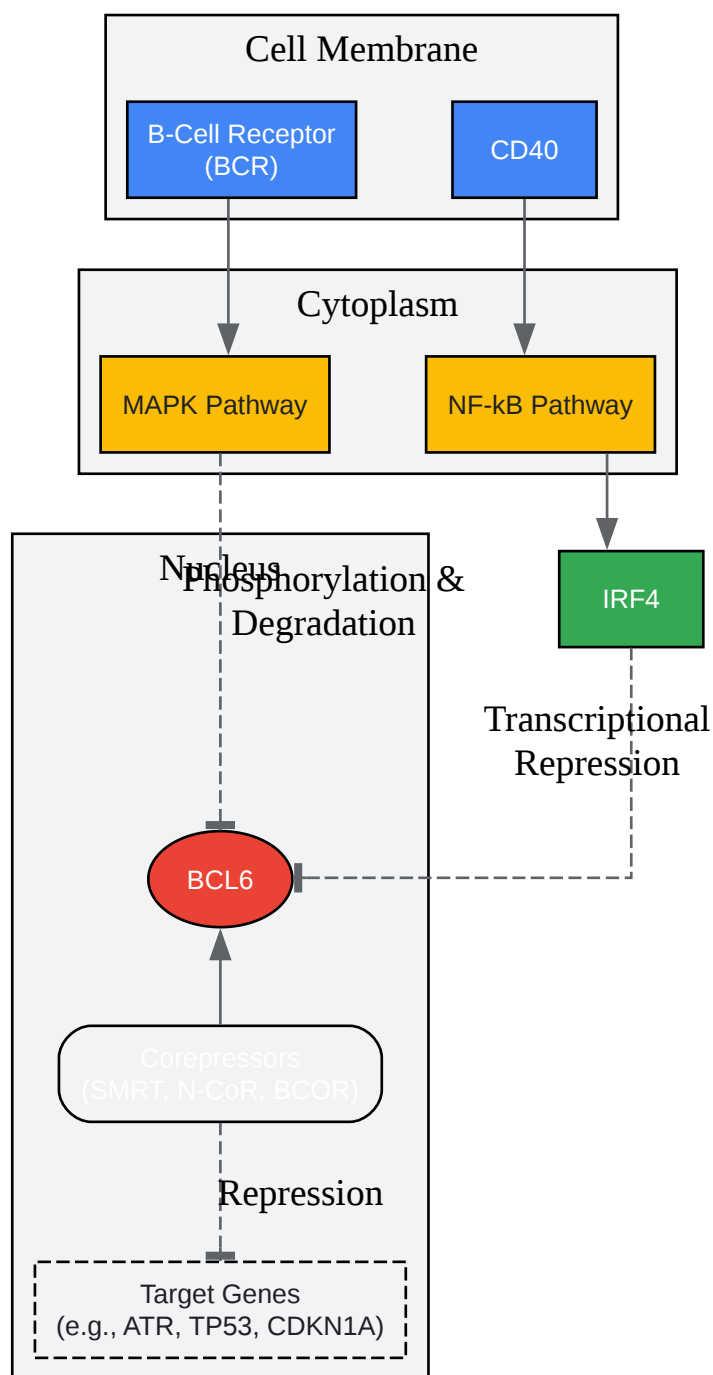 Cell Membrane
B-Cell Receptor
(BCR)
CD40
Cytoplasm
MAPK Pathway
NF-kB Pathway
Nucleus
Phosphorylation &
Degradation
IRF4
Transcriptional
Repression
BCL6
Corepressors
(SMRT, N-CoR, BCOR)
Repression
Target Genes
(e.g., ATR, TP53, CDKN1A)